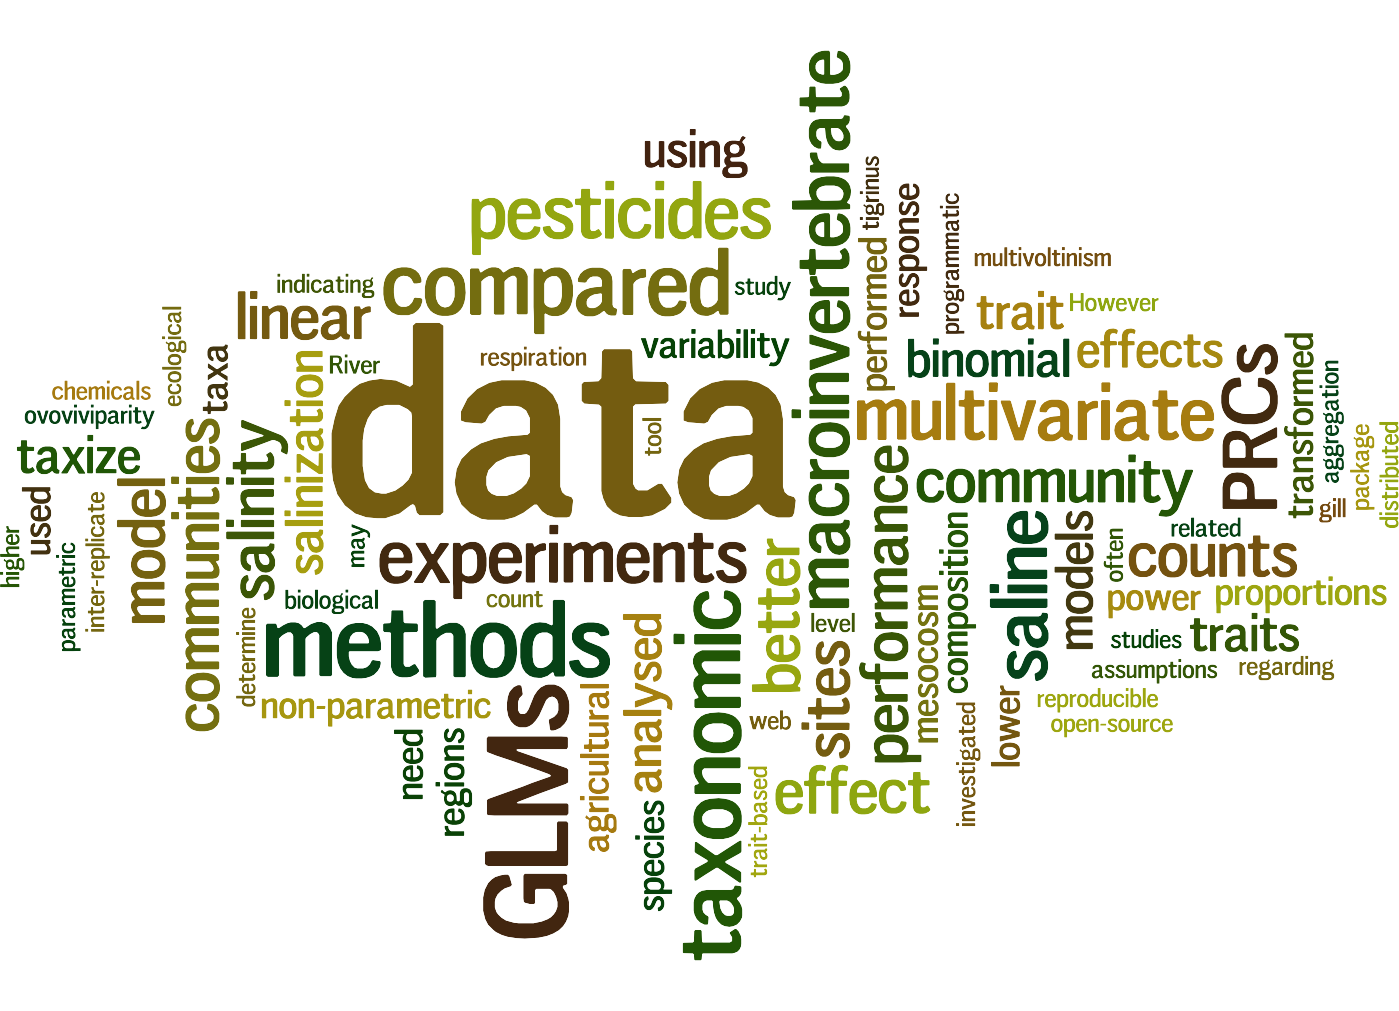 using
pesticides
compared
indicating
study
linear
variability
River
respiration
data
tool
macroinvertebrate
tigrinus
response
performed
programmatic
multivoltinism
trait
However
binomial
effects
multivariate
PRCs
transformed
aggregation
package
distributed
gill
ecological
taxa
chemicals
ovoviviparity
taxize
salinization
salinity
communities
model
used
inter-replicate
higher
parametric
may
experiments
biological
count
methods
determine
non-parametric
need
regions
GLMs
agricultural
analysed
species
taxonomic
better
web
trait-based
level
sites
effect
performance
community
composition
mesocosm
investigated
saline
lower
models
often
related
counts
power
proportions
studies
traits
assumptions
regarding
reproducible
open-source